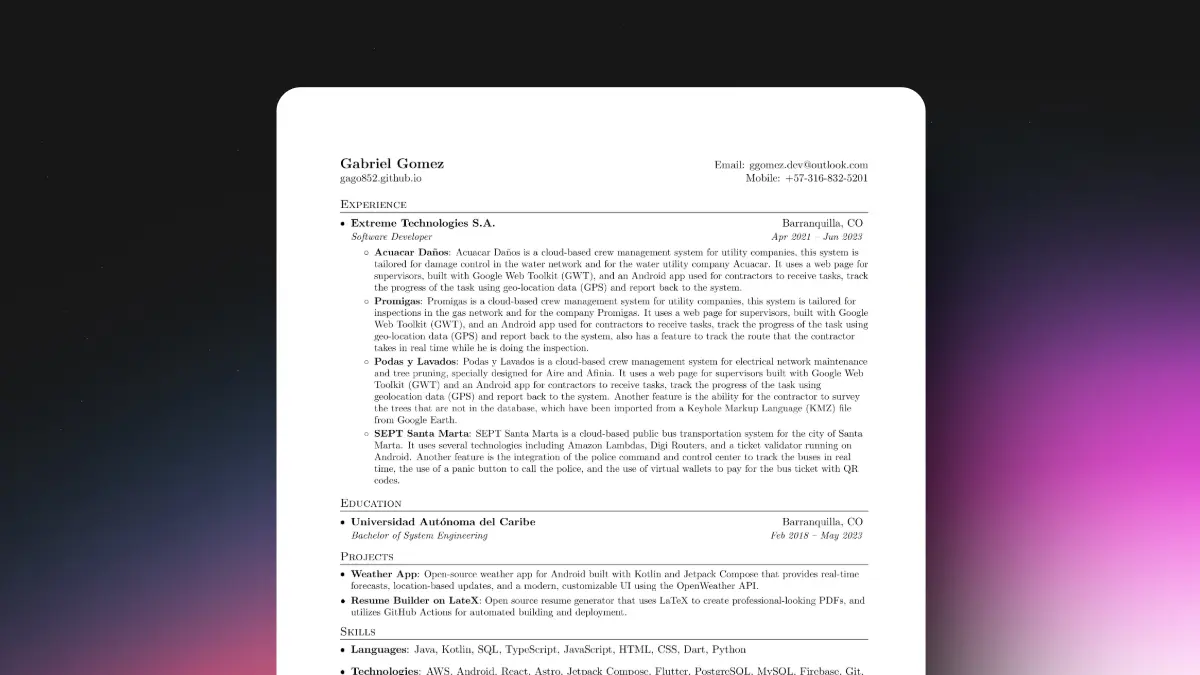 Gabriel Gomez Email: ggomez.dev@outlook.com
gago852.github.io Mobile: +57-316-832-5201
Experience
• Extreme Technologies S.A. Barranquilla, CO
Software Developer Apr 2021 – Jun 2023
◦ Acuacar Daños: Acuacar Daños is a cloud-based crew management system for utility companies, this system is
tailored for damage control in the water network and for the water utility company Acuacar. It uses a web page for
supervisors, built with Google Web Toolkit (GWT), and an Android app used for contractors to receive tasks, track
the progress of the task using geo-location data (GPS) and report back to the system.
◦ Promigas: Promigas is a cloud-based crew management system for utility companies, this system is tailored for
inspections in the gas network and for the company Promigas. It uses a web page for supervisors, built with Google
Web Toolkit (GWT), and an Android app used for contractors to receive tasks, track the progress of the task using
geo-location data (GPS) and report back to the system, also has a feature to track the route that the contractor
takes in real time while he is doing the inspection.
◦ Podas y Lavados: Podas y Lavados is a cloud-based crew management system for electrical network maintenance
and tree pruning, specially designed for Aire and Afinia. It uses a web page for supervisors built with Google Web
Toolkit (GWT) and an Android app for contractors to receive tasks, track the progress of the task using
geolocation data (GPS) and report back to the system. Another feature is the ability for the contractor to survey
the trees that are not in the database, which have been imported from a Keyhole Markup Language (KMZ) file
from Google Earth.
◦ SEPT Santa Marta: SEPT Santa Marta is a cloud-based public bus transportation system for the city of Santa
Marta. It uses several technologies including Amazon Lambdas, Digi Routers, and a ticket validator running on
Android. Another feature is the integration of the police command and control center to track the buses in real
time, the use of a panic button to call the police, and the use of virtual wallets to pay for the bus ticket with QR
codes.
Education
• Universidad Autónoma del Caribe Barranquilla, CO
Bachelor of System Engineering Feb 2018 – May 2023
Projects
• Weather App: Open-source weather app for Android built with Kotlin and Jetpack Compose that provides real-time
forecasts, location-based updates, and a modern, customizable UI using the OpenWeather API.
• Resume Builder on LateX: Open source resume generator that uses LaTeX to create professional-looking PDFs, and
utilizes GitHub Actions for automated building and deployment.
Skills
• Languages: Java, Kotlin, SQL, TypeScript, JavaScript, HTML, CSS, Dart, Python
• Technologies: AWS, Android, React, Astro, Jetpack Compose, Flutter, PostgreSQL, MySQL, Firebase, Git,